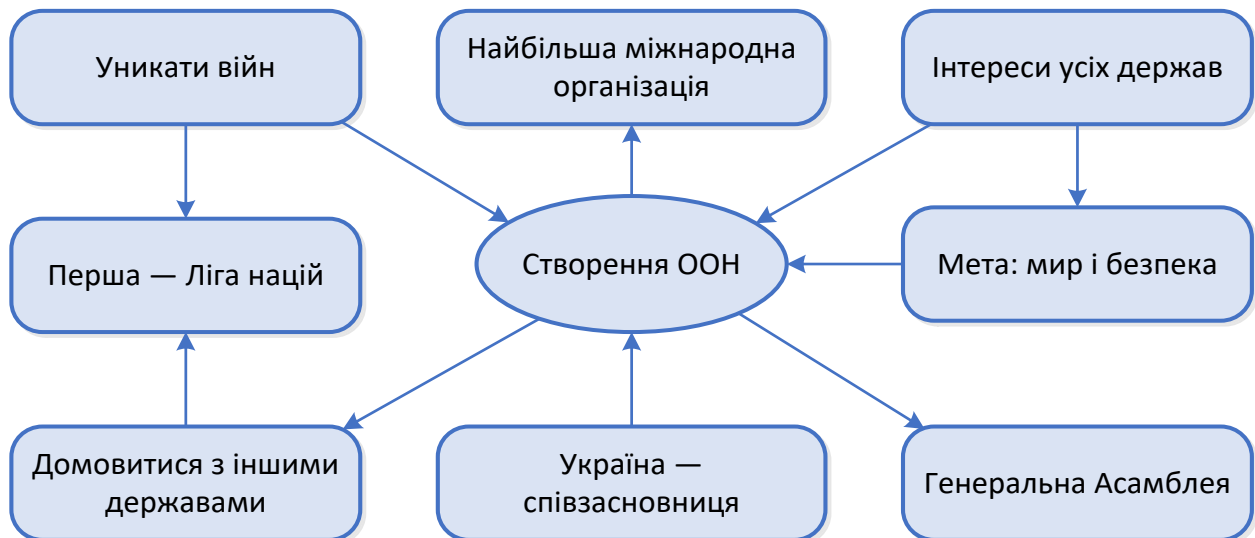 Уникати війн
Найбільша міжнародна
організація
Інтереси усіх держав
Перша — Ліга націй
Створення ООН
Мета: мир і безпека
Домовитися з іншими
державами
Україна —
співзасновниця
Генеральна Асамблея